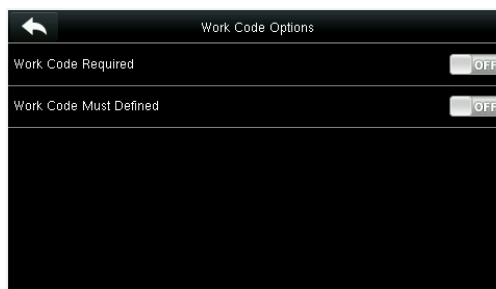 Work Code Options
Work Code Required OFF
Work Code Must Defined OFF